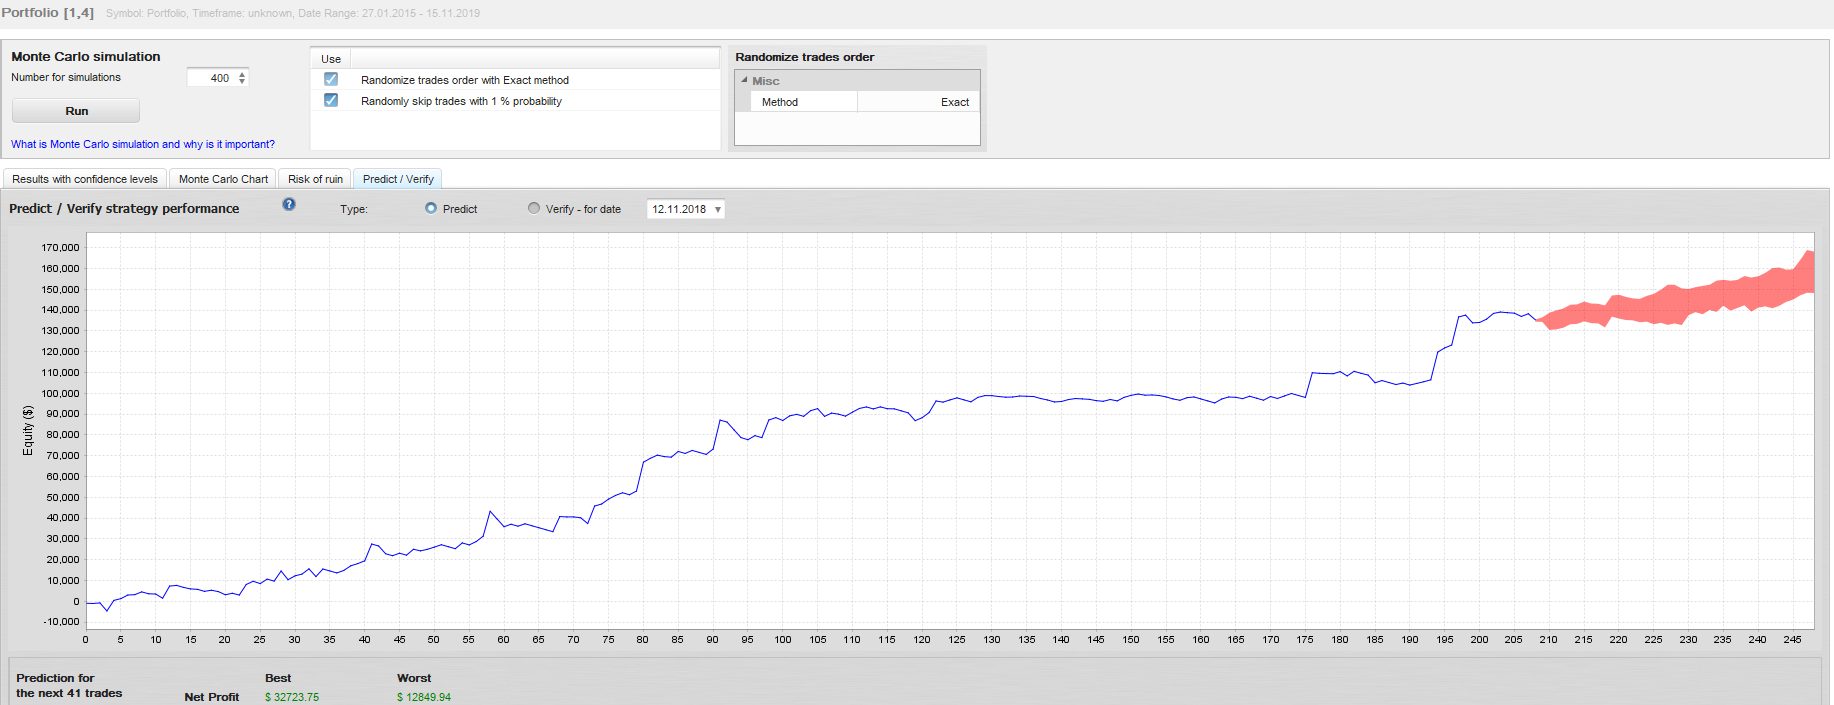 Portfolio [1,4] Symbol: Portfolio, Timeframe: unknown, Date Range: 27.01.2015 - 15.11.2019
Monte Carlo simulation
Number for simulations 400
Run
What is Monte Carlo simulation and why is it important?
Use
Randomize trades order with Exact method
Randomly skip trades with 1 % probability
Randomize trades order
Misc
Method Exact
Results with confidence levels Monte Carlo Chart Risk of ruin Predict / Verify
Predict / Verify strategy performance ? Type: Predict Verify - for date 12.11.2018
170,000
160,000
150,000
140,000
130,000
120,000
110,000
100,000
90,000
80,000
70,000
60,000
50,000
40,000
30,000
20,000
10,000
0
-10,000
Equity ($)
0 5 10 15 20 25 30 35 40 45 50 55 60 65 70 75 80 85 90 95 100 105 110 115 120 125 130 135 140 145 150 155 160 165 170 175 180 185 190 195 200 205 210 215 220 225 230 235 240 245
Prediction for
the next 41 trades
Best Worst
Net Profit $ 32723.75 $ 12849.94